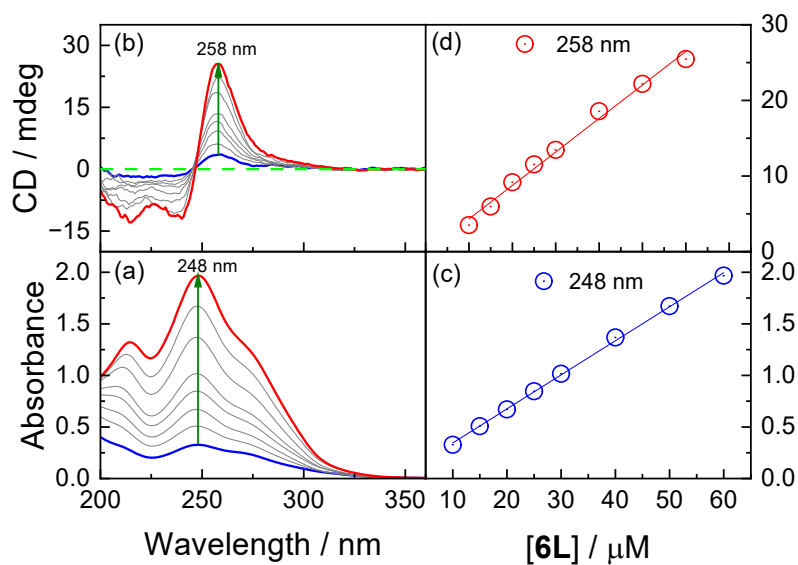 (b)
258 nm
30
15
0
−15
CD / mdeg
(d)
258 nm
30
20
10
0
(a)
248 nm
2.0
1.5
1.0
0.5
0.0
Absorbance
200 250 300 350
Wavelength / nm
(c)
248 nm
2.0
1.5
1.0
0.5
0.0
10 20 30 40 50 60
[6L] / μM